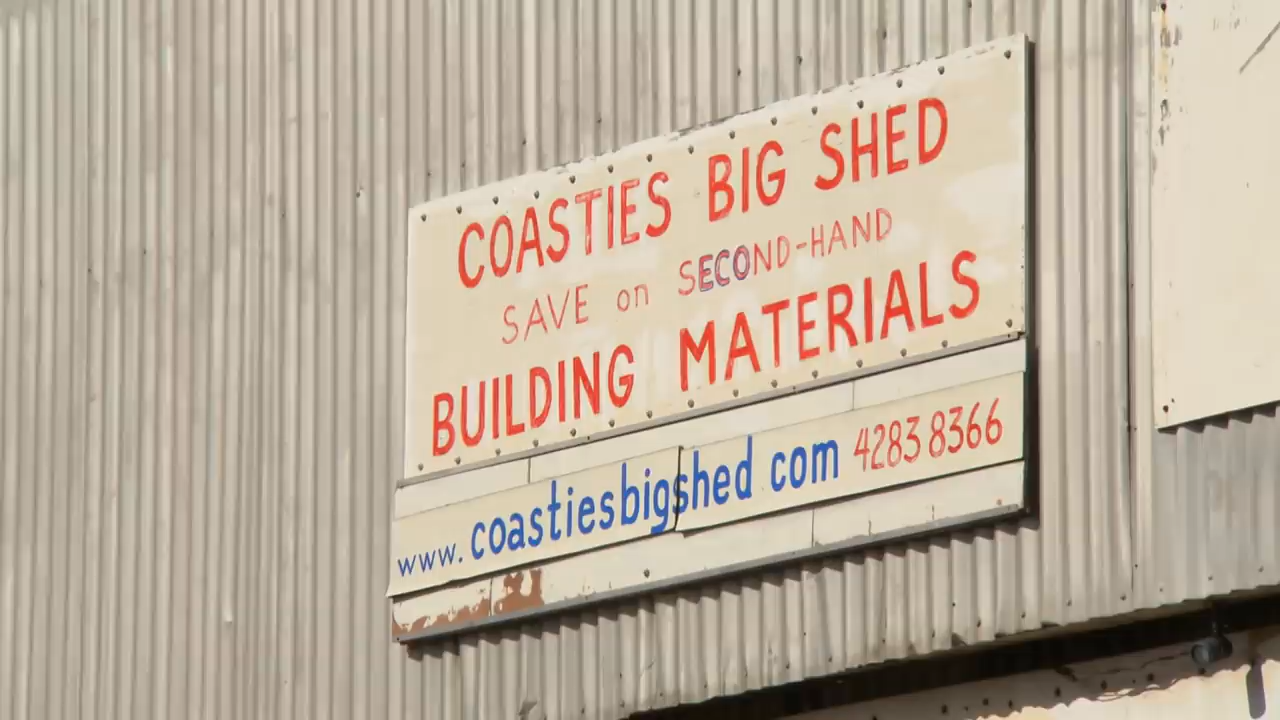 COASTIES BIG SHED
SAVE on SECOND-HAND
BUILDING MATERIALS
www.coastiesbigshed com 4283 8366